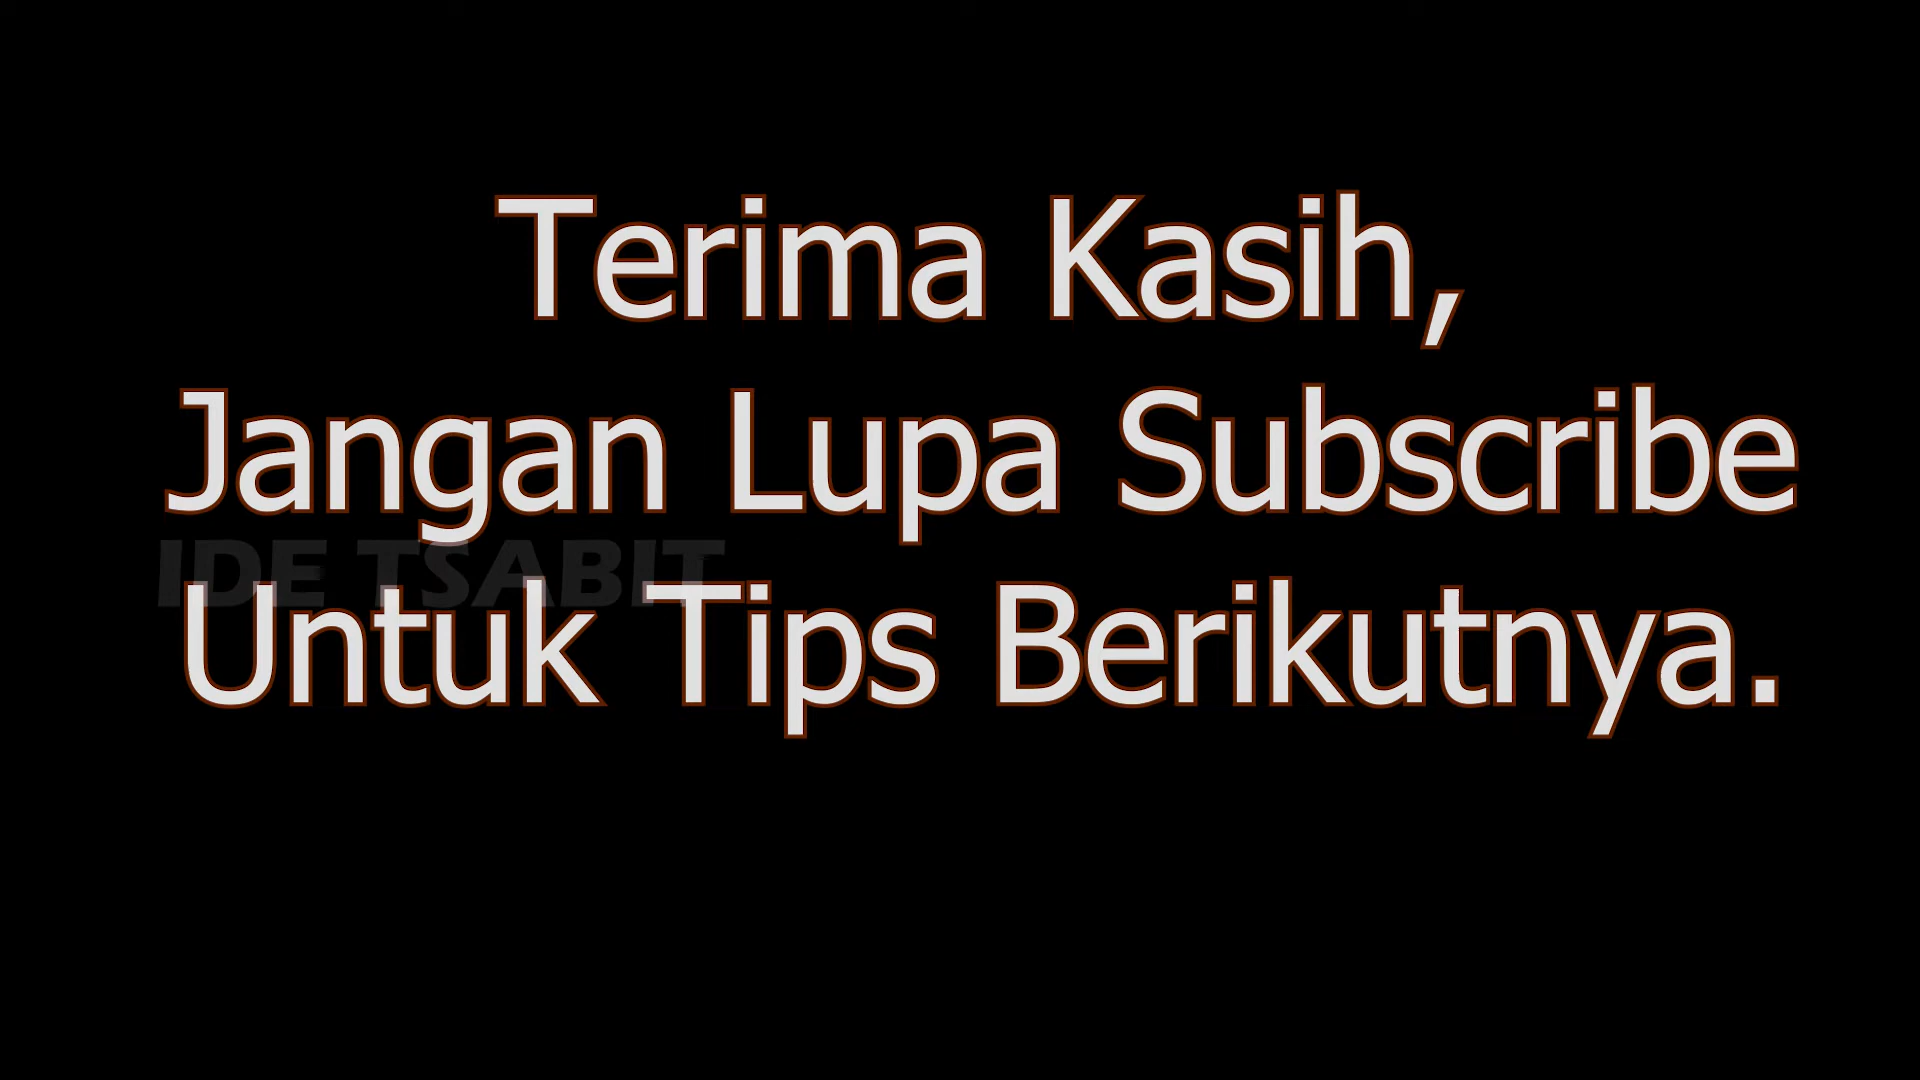 Terima Kasih,
Jangan Lupa Subscribe
IDE TSABIT
Untuk Tips Berikutnya.